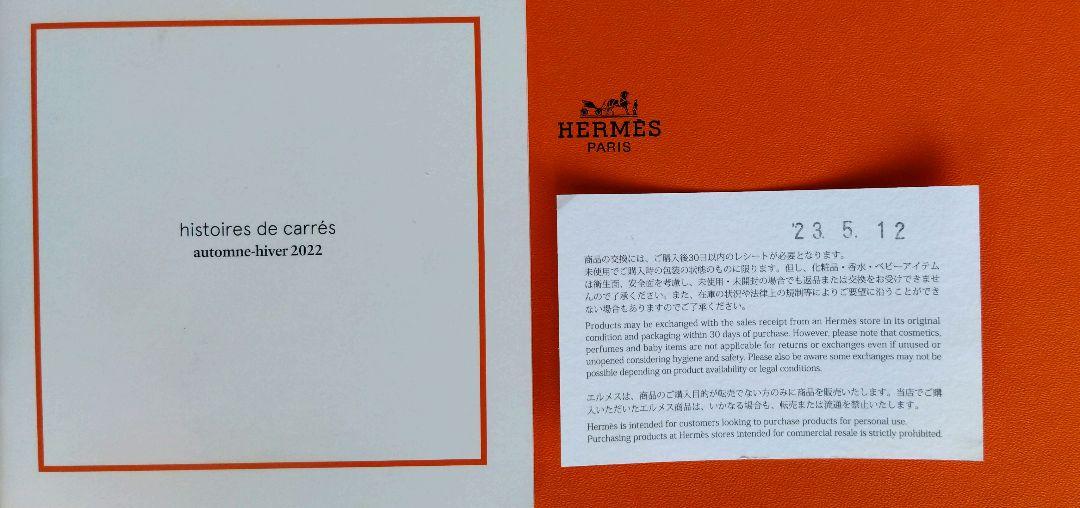 histoires de carrés
automne-hiver 2022
HERMÈS
PARIS
'23. 5. 12
商品の交換には、ご購入後30日以内のレシートが必要となります。
未使用でご購入時の包装の状態のものに限ります。但し、化粧品・香水・ベビーアイテム
は衛生面、安全面を考慮し、未使用・未開封の場合でも返品または交換をお受けできませ
んので了承ください。また、在庫の状況や法律上の規制等によりご要望に沿うことができ
ない場合もありますのでご了承ください。
Products may be exchanged with the sales receipt from an Hermès store in its original
condition and packaging within 30 days of purchase. However, please note that cosmetics,
perfumes and baby items are not applicable for returns or exchanges even if unused or
unopened considering hygiene and safety. Please also be aware some exchanges may not be
possible depending on product availability or legal conditions.
エルメスは、商品のご購入目的が転売でない方のみに商品を販売いたします。当店でご購
入いただいたエルメス商品は、いかなる場合も、転売または流通を禁止いたします。
Hermès is intended for customers looking to purchase products for personal use.
Purchasing products at Hermès stores intended for commercial resale is strictly prohibited.